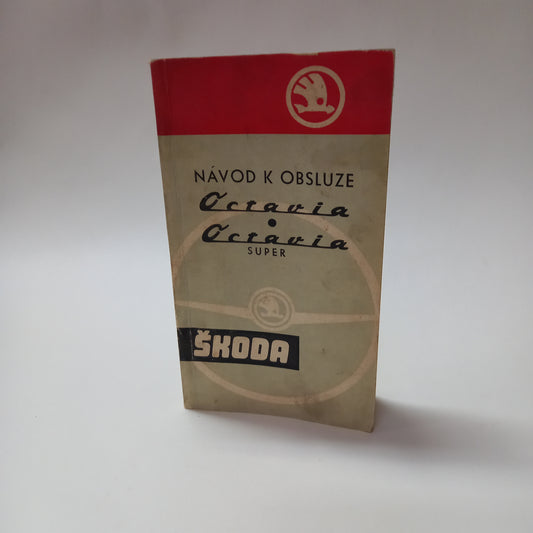 NÁVOD K OBSLUZE
Octavia
•
Octavia
SUPER
ŠKODA